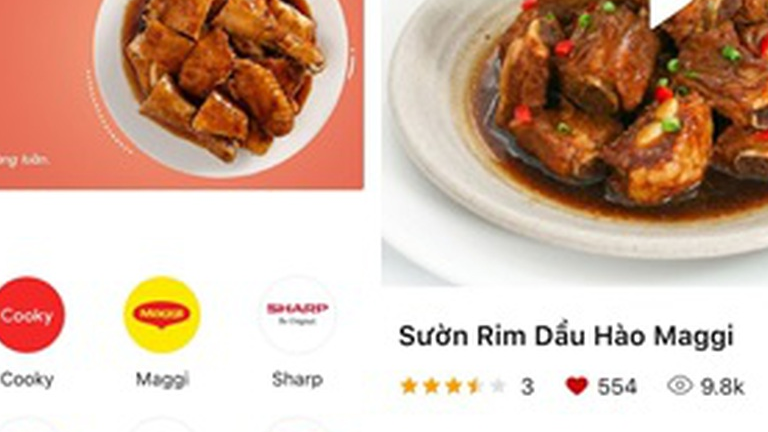 ng tuần.
Cooky
MAGGI
SHARP
Be Original.
Cooky
Maggi
Sharp
Sườn Rim Dầu Hào Maggi
3
554
9.8k